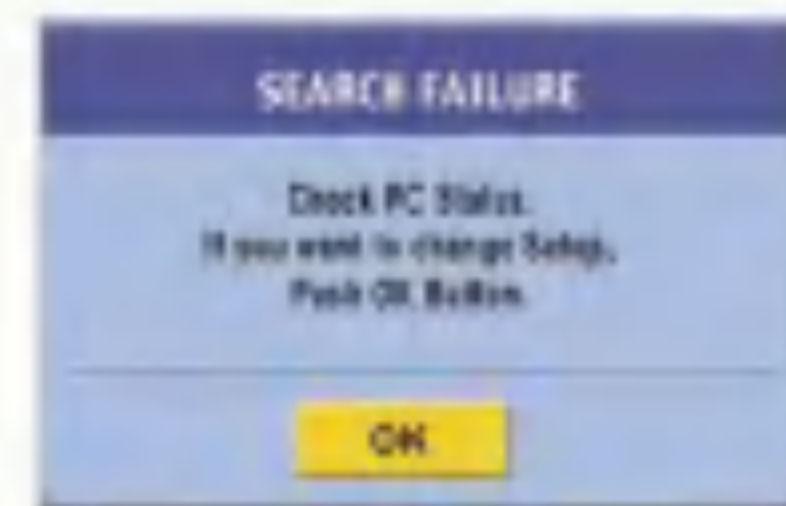 SEARCH FAILURE
Check PC Status.
If you want to change Setup,
Push OK Button.
OK